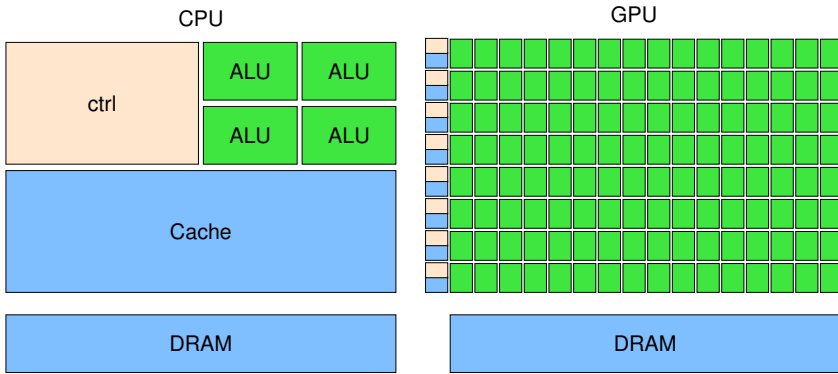 CPU
GPU
ctrl
ALU
ALU
ALU
ALU
Cache
DRAM
DRAM